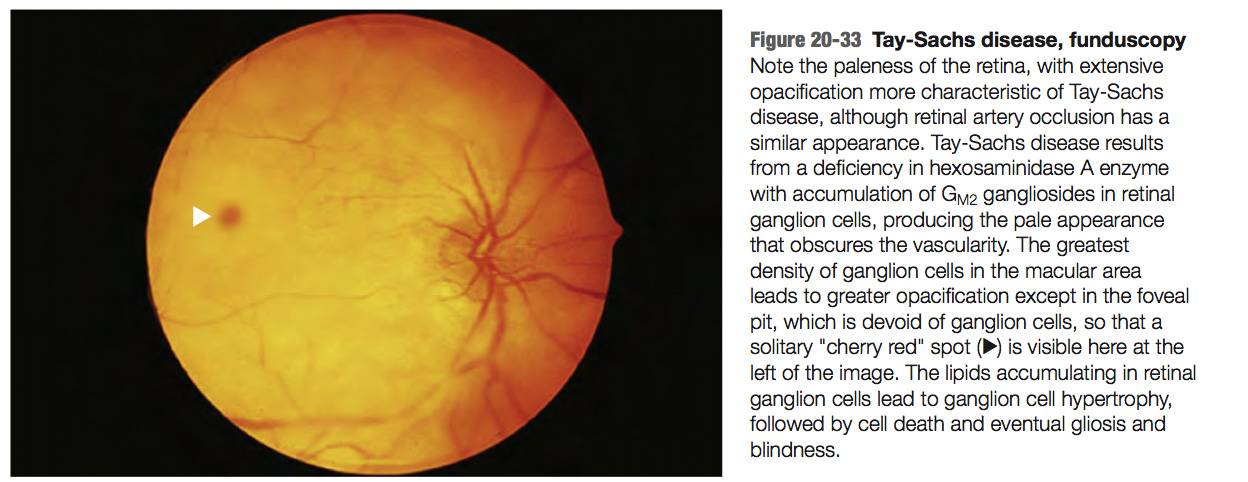 Figure 20-33 Tay-Sachs disease, funduscopy
Note the paleness of the retina, with extensive
opacification more characteristic of Tay-Sachs
disease, although retinal artery occlusion has a
similar appearance. Tay-Sachs disease results
from a deficiency in hexosaminidase A enzyme
with accumulation of GM2 gangliosides in retinal
ganglion cells, producing the pale appearance
that obscures the vascularity. The greatest
density of ganglion cells in the macular area
leads to greater opacification except in the foveal
pit, which is devoid of ganglion cells, so that a
solitary "cherry red" spot (▶) is visible here at the
left of the image. The lipids accumulating in retinal
ganglion cells lead to ganglion cell hypertrophy,
followed by cell death and eventual gliosis and
blindness.